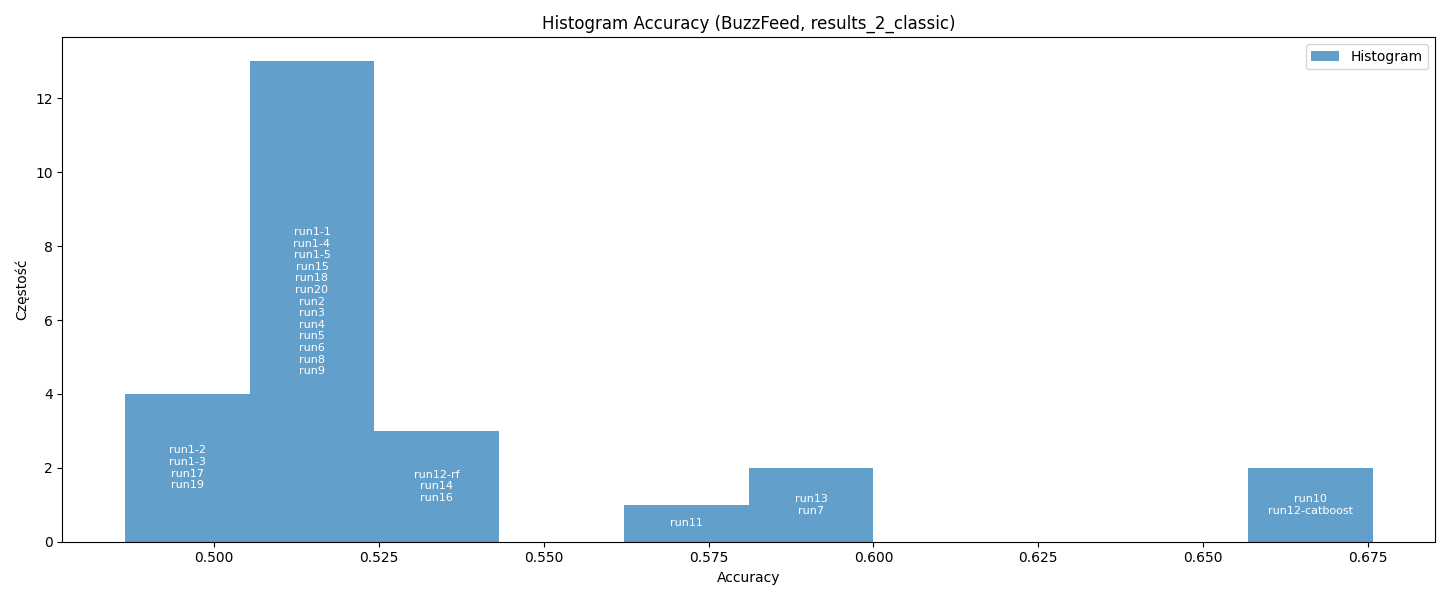 Histogram Accuracy (BuzzFeed, results_2_classic)
Histogram
Częstość
12
10
8
6
4
2
0
run1-2
run1-3
run17
run19
run1-1
run1-4
run1-5
run15
run18
run20
run2
run3
run4
run5
run6
run8
run9
run12-rf
run14
run16
run11
run13
run7
run10
run12-catboost
0.500
0.525
0.550
0.575
0.600
0.625
0.650
0.675
Accuracy